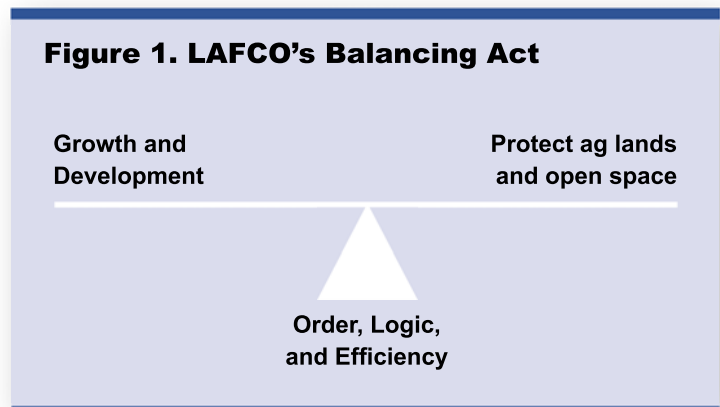 Figure 1. LAFCO’s Balancing Act
Growth and
Development
Protect ag lands
and open space
Order, Logic,
and Efficiency